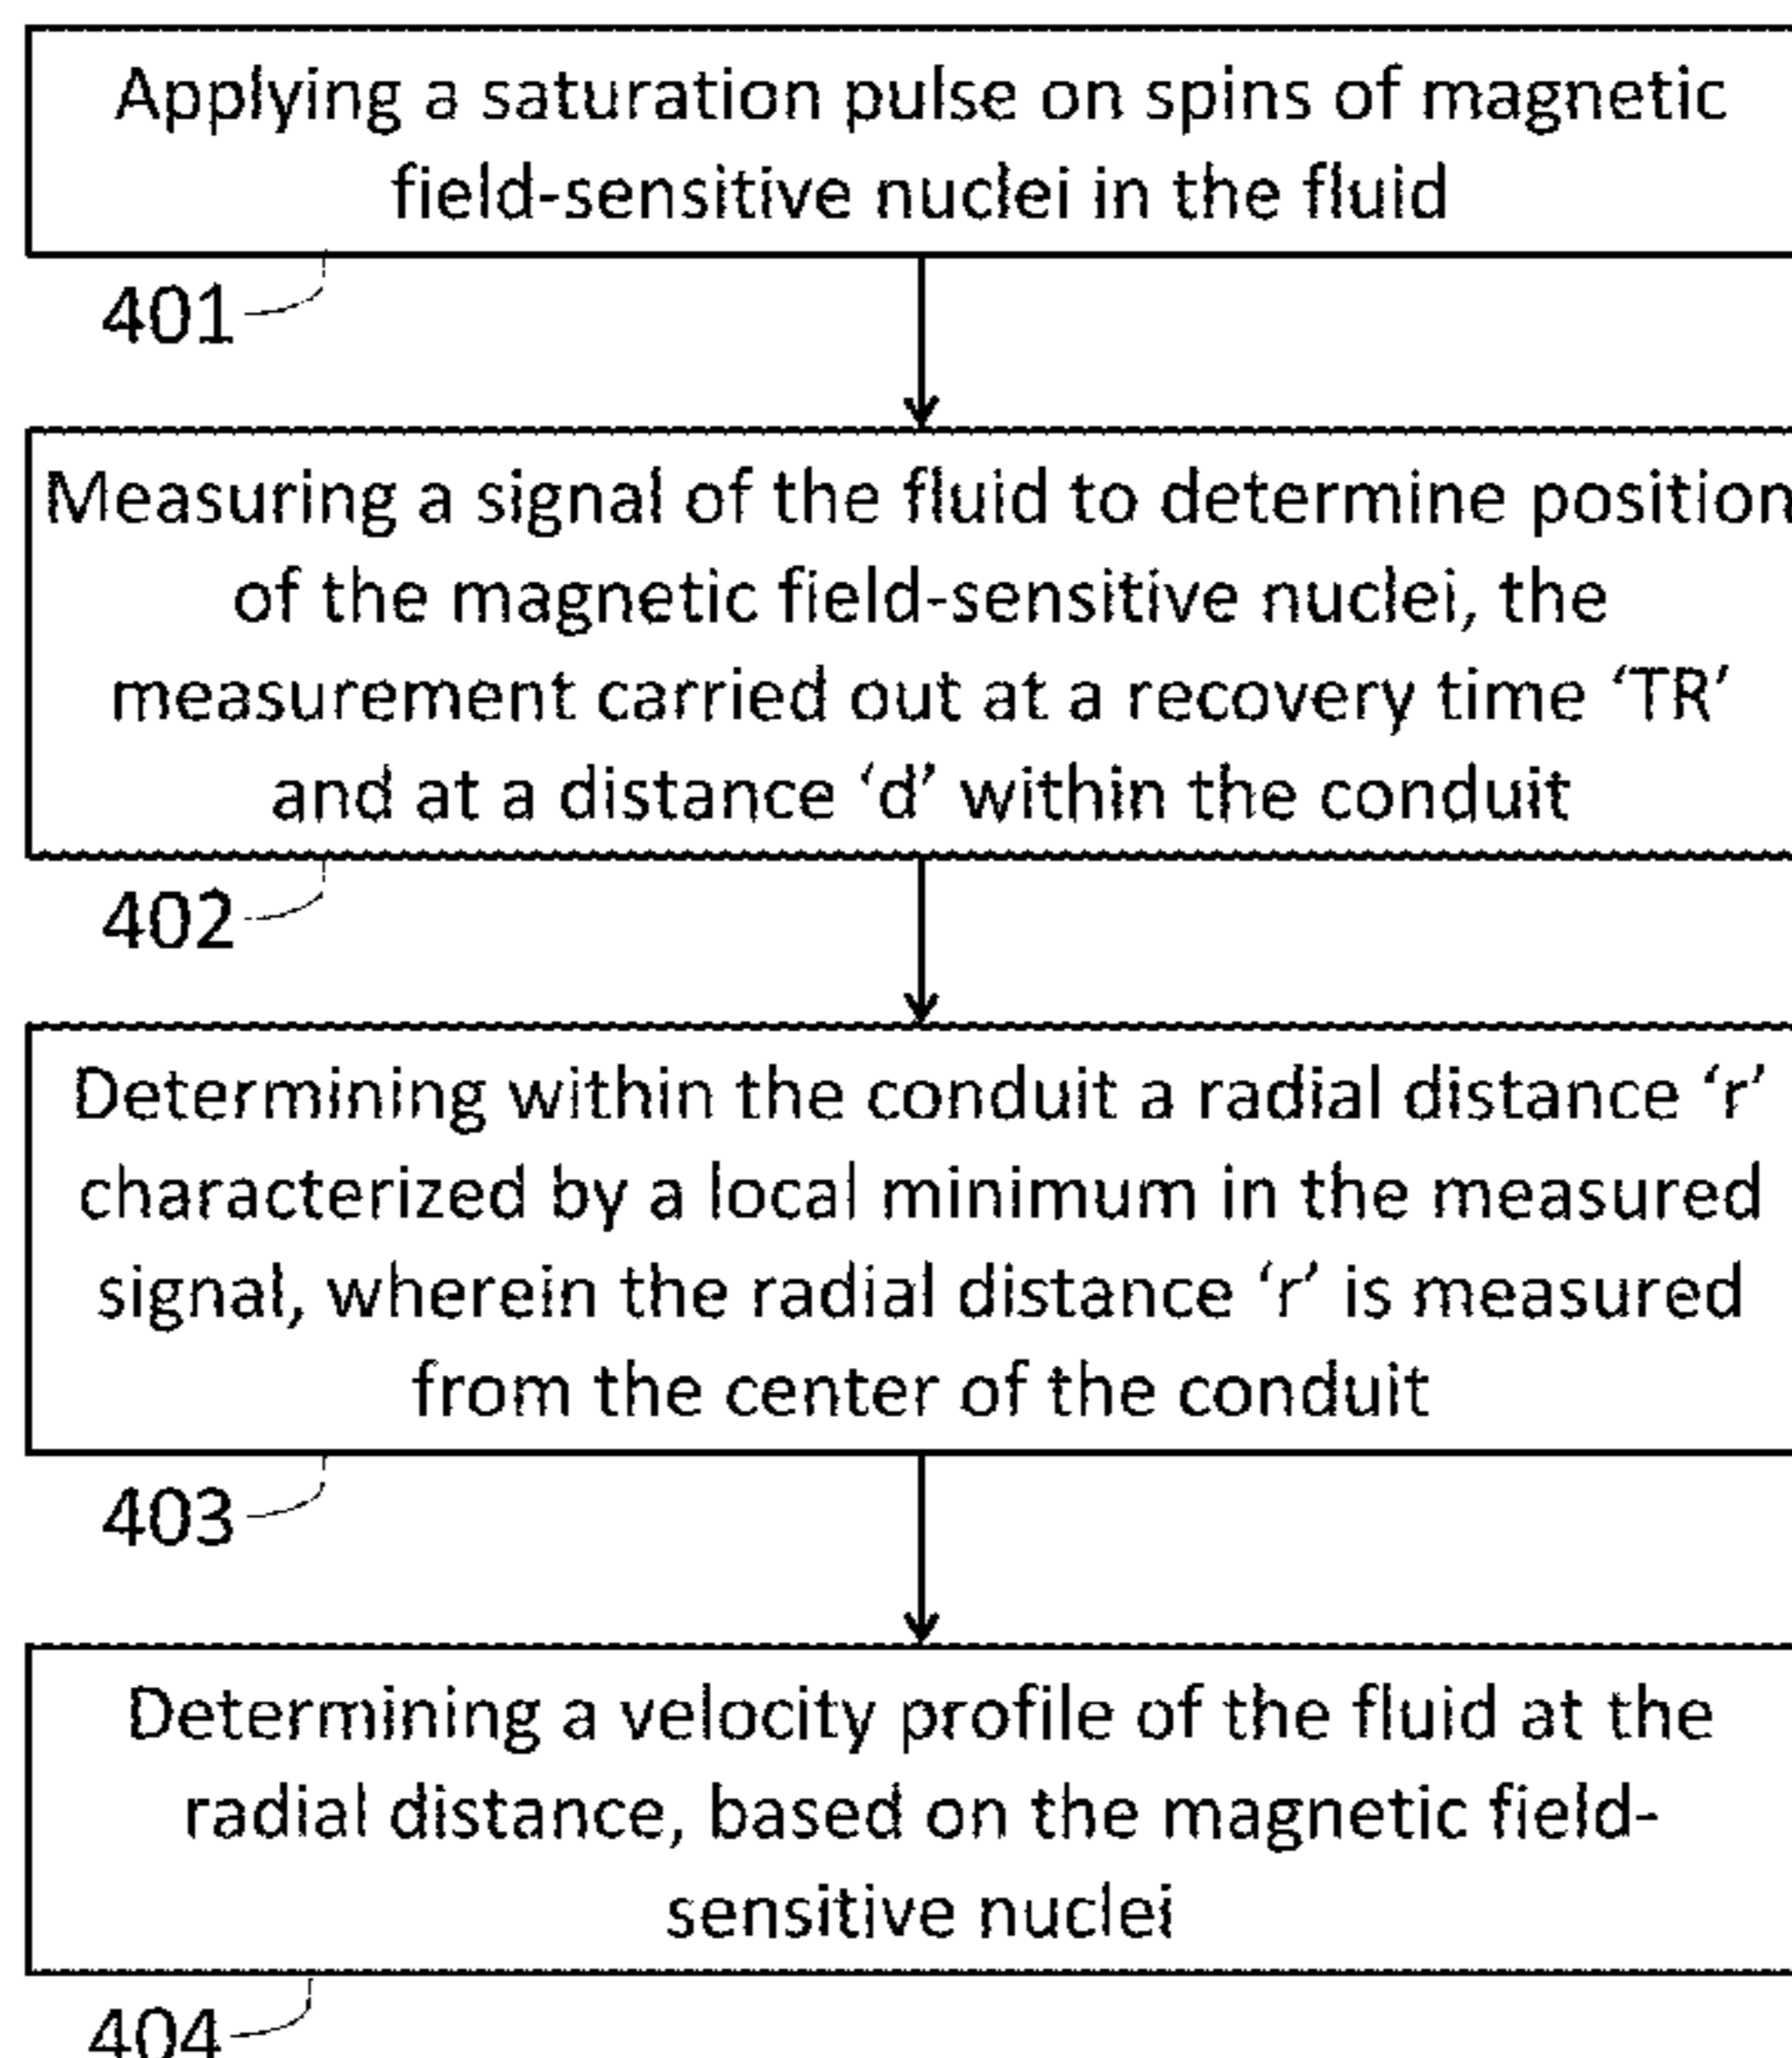 Applying a saturation pulse on spins of magnetic
field-sensitive nuclei in the fluid
401
Measuring a signal of the fluid to determine position
of the magnetic field-sensitive nuclei, the
measurement carried out at a recovery time ‘TR’
and at a distance ‘d’ within the conduit
402
Determining within the conduit a radial distance ‘r’
characterized by a local minimum in the measured
signal, wherein the radial distance ‘r’ is measured
from the center of the conduit
403
Determining a velocity profile of the fluid at the
radial distance, based on the magnetic field-
sensitive nuclei
404